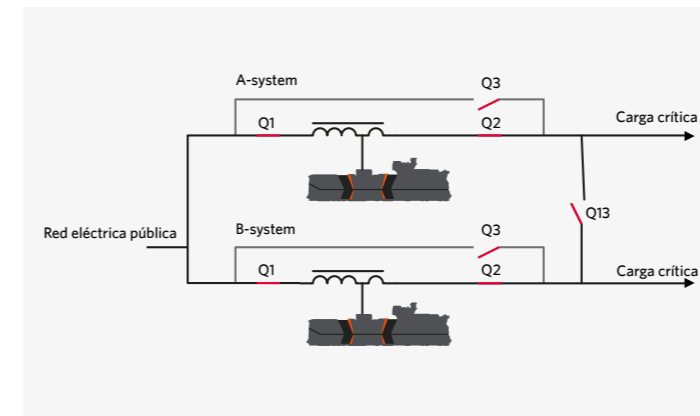 A-system
Q3
Q1
Q2
Carga crítica
Q13
Red eléctrica pública
B-system
Q3
Q1
Q2
Carga crítica